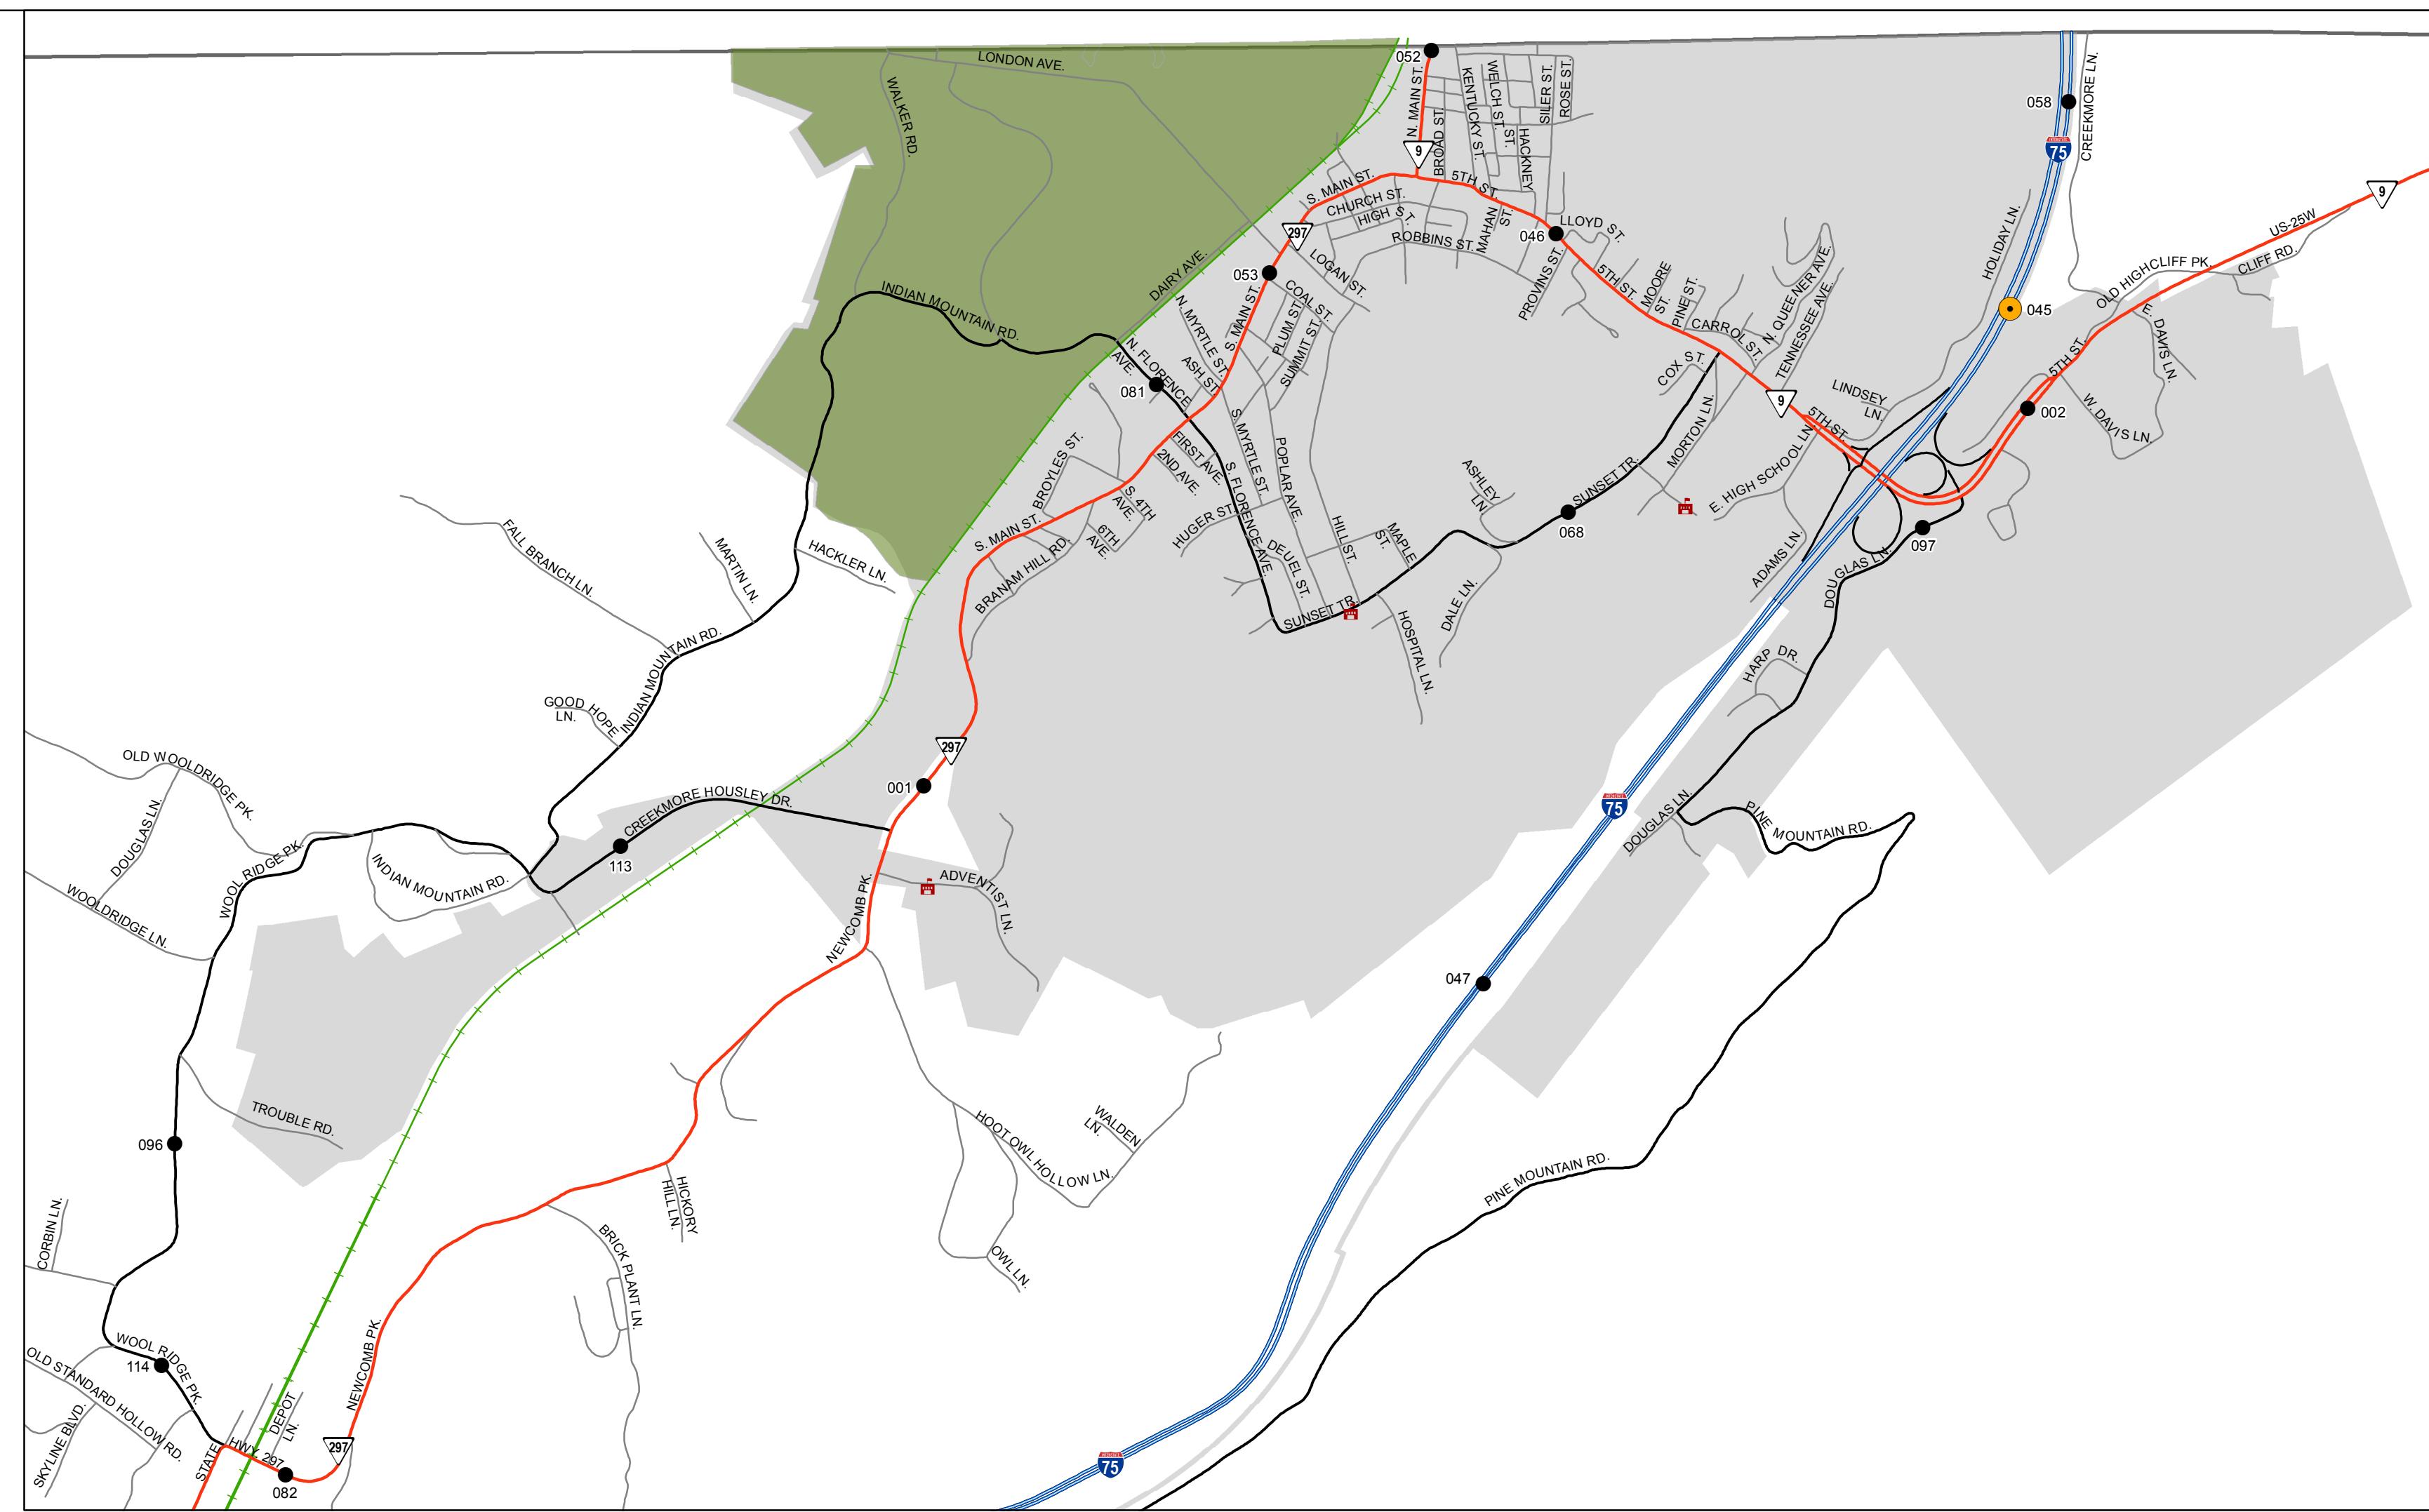 052
LONDON AVE.
WALKER RD.
N. MAIN ST.
BROAD ST.
KENTUCKY ST.
WELCH ST.
ST.
HACKNEY
SILER ST.
ROSE ST.
058
CREEKMORE LN.
75
9
9
US-25W
S. MAIN ST.
CHURCH ST.
HIGH ST.
5TH ST.
MAHAN
ST.
LLOYD ST.
046
ROBBINS ST.
297
HOLIDAY LN.
OLD HIGHCLIFF PK.
CLIFF RD.
DAIRY AVE.
053
LOGAN ST.
COAL ST.
PROVINS ST.
5TH ST.
MOORE
ST.
PINE ST.
N. QUEENER AVE.
TENNESSEE AVE.
CARROL ST.
045
INDIAN MOUNTAIN RD.
N. MYRTLE ST.
S. MAIN ST.
PLUM ST.
SUMMIT ST.
N. FLORENCE
AVE.
ASH ST.
081
COX ST.
5TH ST.
E. DAVIS LN.
LINDSEY
LN.
9
5TH ST.
002
W. DAVIS LN.
MORTON LN.
E. HIGH SCHOOL LN.
BROYLES ST.
FIRST AVE.
2ND AVE.
S. MYRTLE ST.
POPLAR AVE.
S. FLORENCE AVE.
ASHLEY
LN.
SUNSET TR.
068
S. 4TH
AVE.
6TH
AVE.
HUGER ST.
HILL ST.
MAPLE
ST.
S. MAIN ST.
BRANAM HILL RD.
DEUEL ST.
SUNSET TR.
DALE LN.
HOSPITAL LN.
097
ADAMS LN.
DOUGLAS LN.
HARP DR.
FALL BRANCH LN.
MARTIN LN.
HACKLER LN.
INDIAN MOUNTAIN RD.
GOOD HOPE
LN.
OLD WOOLDRIDGE PK.
DOUGLAS LN.
297
001
CREEKMORE HOUSLEY DR.
113
75
DOUGLAS LN.
PINE MOUNTAIN RD.
WOOL RIDGE PK.
INDIAN MOUNTAIN RD.
WOOLDRIDGE LN.
ADVENTIST LN.
NEWCOMB PK.
047
TROUBLE RD.
096
WALDEN
LN.
HOOT OWL HOLLOW LN.
PINE MOUNTAIN RD.
HICKORY
HILL LN.
CORBIN LN.
BRICK PLANT LN.
OWL LN.
NEWCOMB PK.
WOOL RIDGE PK.
114
OLD STANDARD HOLLOW RD.
SKYLINE BLVD.
DEPOT
LN.
STATE
HWY. 297
297
082
75